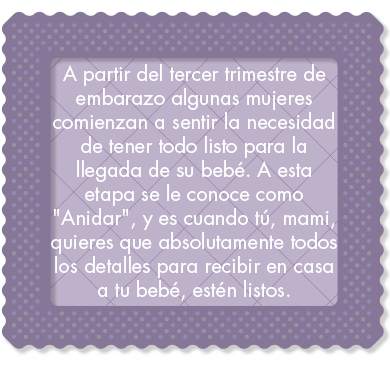 A partir del tercer trimestre de
embarazo algunas mujeres
comienzan a sentir la necesidad
de tener todo listo para la
llegada de su bebé. A esta
etapa se le conoce como
"Anidar", y es cuando tú, mami,
quieres que absolutamente todos
los detalles para recibir en casa
a tu bebé, estén listos.